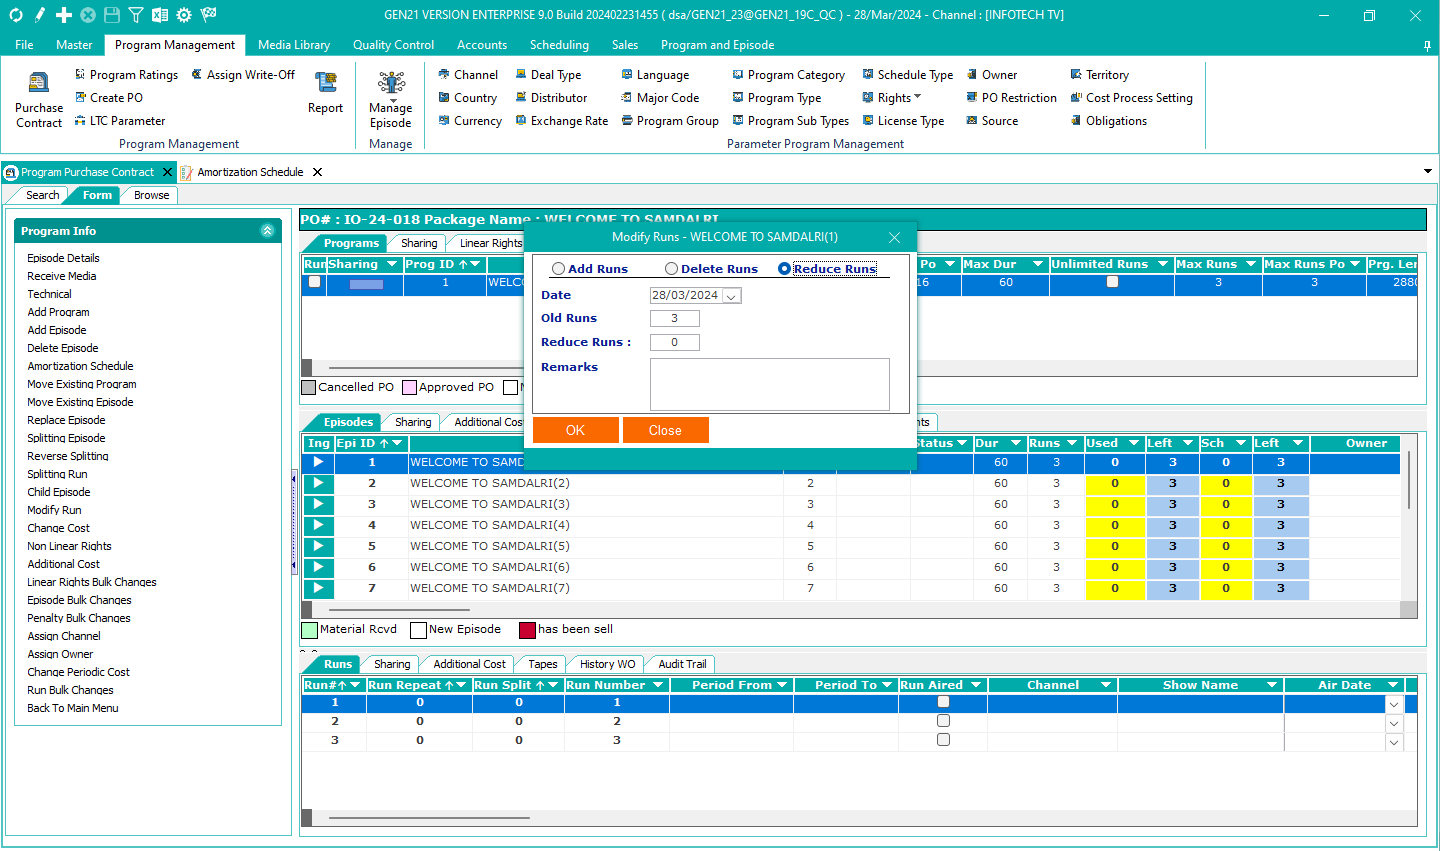 GEN21 VERSION ENTERPRISE 9.0 Build 202402231455 ( dsa/GEN21_23@GEN21_19C_QC ) - 28/Mar/2024 - Channel : [INFOTECH TV]
File Master Program Management Media Library Quality Control Accounts Scheduling Sales Program and Episode
Purchase Contract
Program Ratings
Create PO
LTC Parameter
Assign Write-Off
Report
Program Management
Manage Episode
Manage
Channel Deal Type Language Program Category Schedule Type Owner Territory
Country Distributor Major Code Program Type Rights PO Restriction Cost Process Setting
Currency Exchange Rate Program Group Program Sub Types License Type Source Obligations
Parameter Program Management
Program Purchase Contract Amortization Schedule
Search Form Browse
Program Info
Episode Details
Receive Media
Technical
Add Program
Add Episode
Delete Episode
Amortization Schedule
Move Existing Program
Move Existing Episode
Replace Episode
Splitting Episode
Reverse Splitting
Splitting Run
Child Episode
Modify Run
Change Cost
Non Linear Rights
Additional Cost
Linear Rights Bulk Changes
Episode Bulk Changes
Penalty Bulk Changes
Assign Channel
Assign Owner
Change Periodic Cost
Run Bulk Changes
Back To Main Menu
PO# : IO-24-018 Package Name : WELCOME TO SAMDALRI
Programs Sharing Linear Rights
Run Sharing Prog ID Po Max Dur Unlimited Runs Max Runs Max Runs Po Prg. Len
1 WELC 16 60 3 3 2880
Cancelled PO Approved PO
Modify Runs - WELCOME TO SAMDALRI(1)
Add Runs Delete Runs Reduce Runs
Date 28/03/2024
Old Runs 3
Reduce Runs : 0
Remarks
OK Close
Episodes Sharing Additional Cost
Ing Epi ID Status Dur Runs Used Left Sch Left Owner
1 WELCOME TO SAMD 60 3 0 3 0 3
2 WELCOME TO SAMDALRI(2) 2 60 3 0 3 0 3
3 WELCOME TO SAMDALRI(3) 3 60 3 0 3 0 3
4 WELCOME TO SAMDALRI(4) 4 60 3 0 3 0 3
5 WELCOME TO SAMDALRI(5) 5 60 3 0 3 0 3
6 WELCOME TO SAMDALRI(6) 6 60 3 0 3 0 3
7 WELCOME TO SAMDALRI(7) 7 60 3 0 3 0 3
Material Rcvd New Episode has been sell
Runs Sharing Additional Cost Tapes History WO Audit Trail
Run# Run Repeat Run Split Run Number Period From Period To Run Aired Channel Show Name Air Date
1 0 0 1
2 0 0 2
3 0 0 3